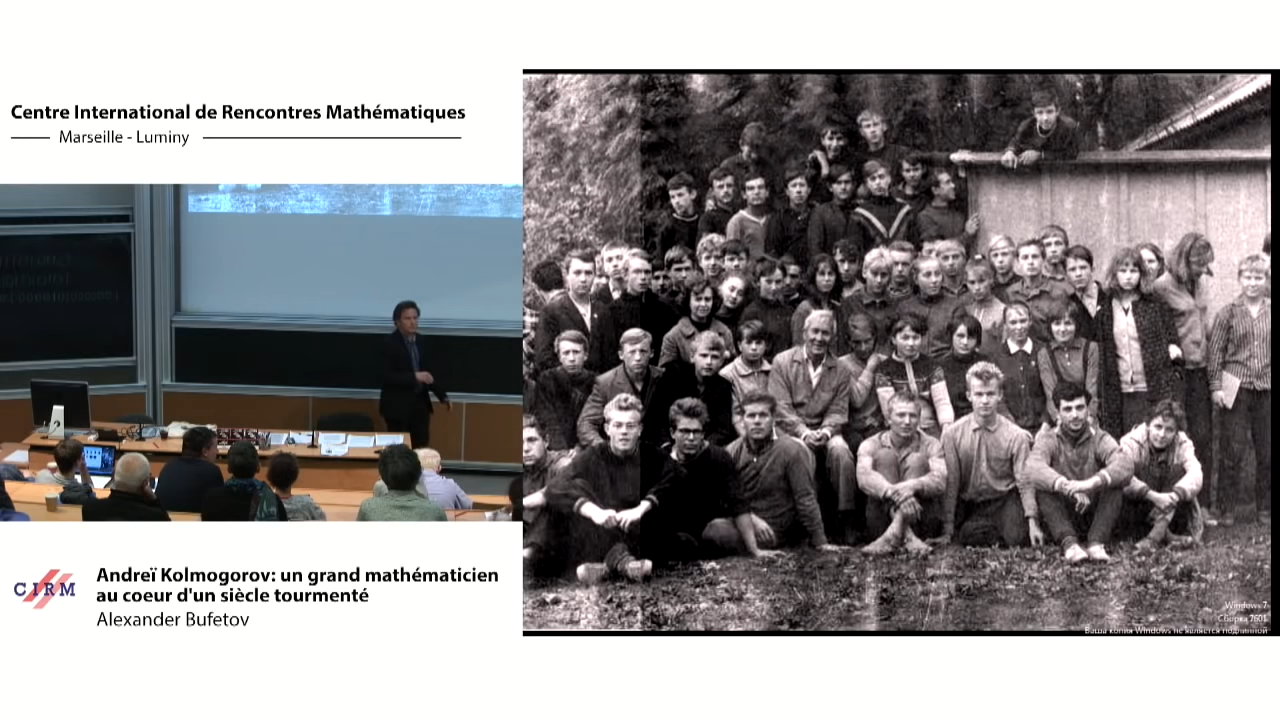 Centre International de Rencontres Mathématiques
Marseille - Luminy
CIRM
Andreï Kolmogorov: un grand mathématicien
au coeur d'un siècle tourmenté
Alexander Bufetov
Windows 7
Сборка 7601
Ваша копия Windows не является подлинной